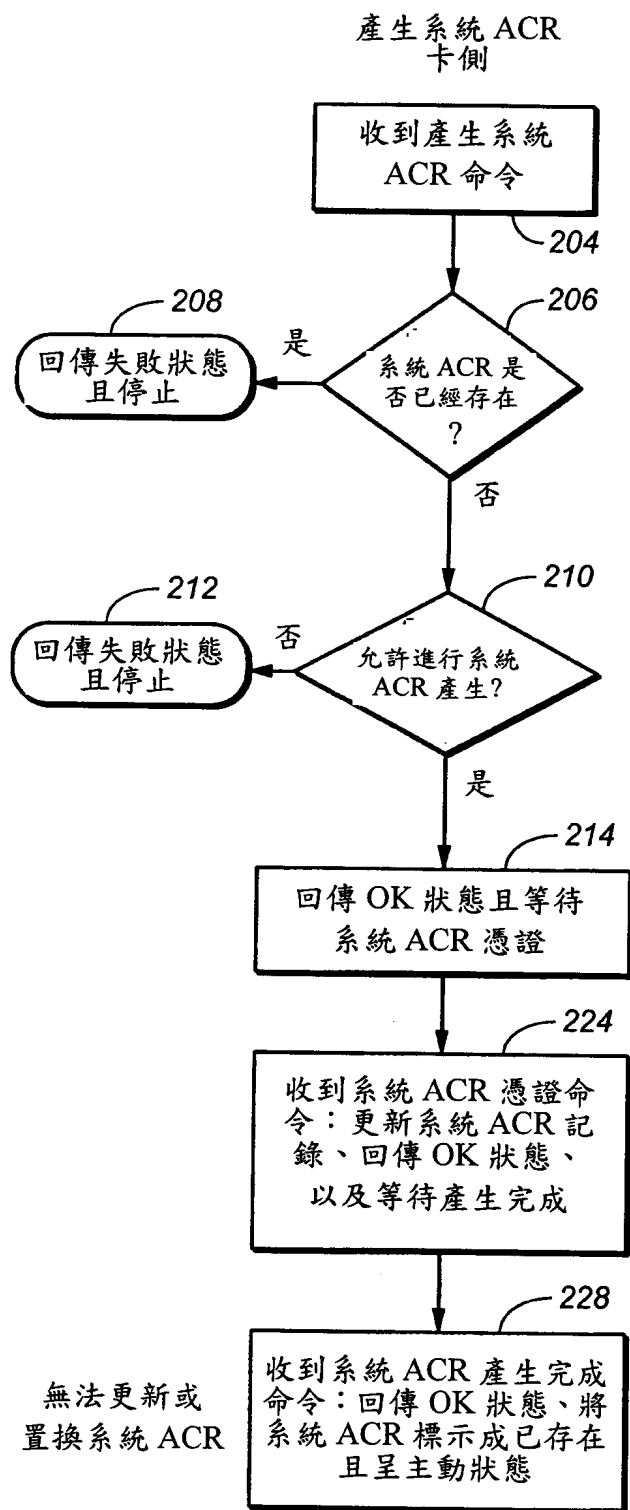 產生系統 ACR
卡側
收到產生系統
ACR 命令
204
206
系統 ACR 是
否已經存在
?
是
208
回傳失敗狀態
且停止
否
210
允許進行系統
ACR 產生?
否
212
回傳失敗狀態
且停止
是
214
回傳 OK 狀態且等待
系統 ACR 憑證
224
收到系統 ACR 憑證命
令：更新系統 ACR 記
錄、回傳 OK 狀態、
以及等待產生完成
228
收到系統 ACR 產生完成
命令：回傳 OK 狀態、將
系統 ACR 標示成已存在
且呈主動狀態
無法更新或
置換系統 ACR